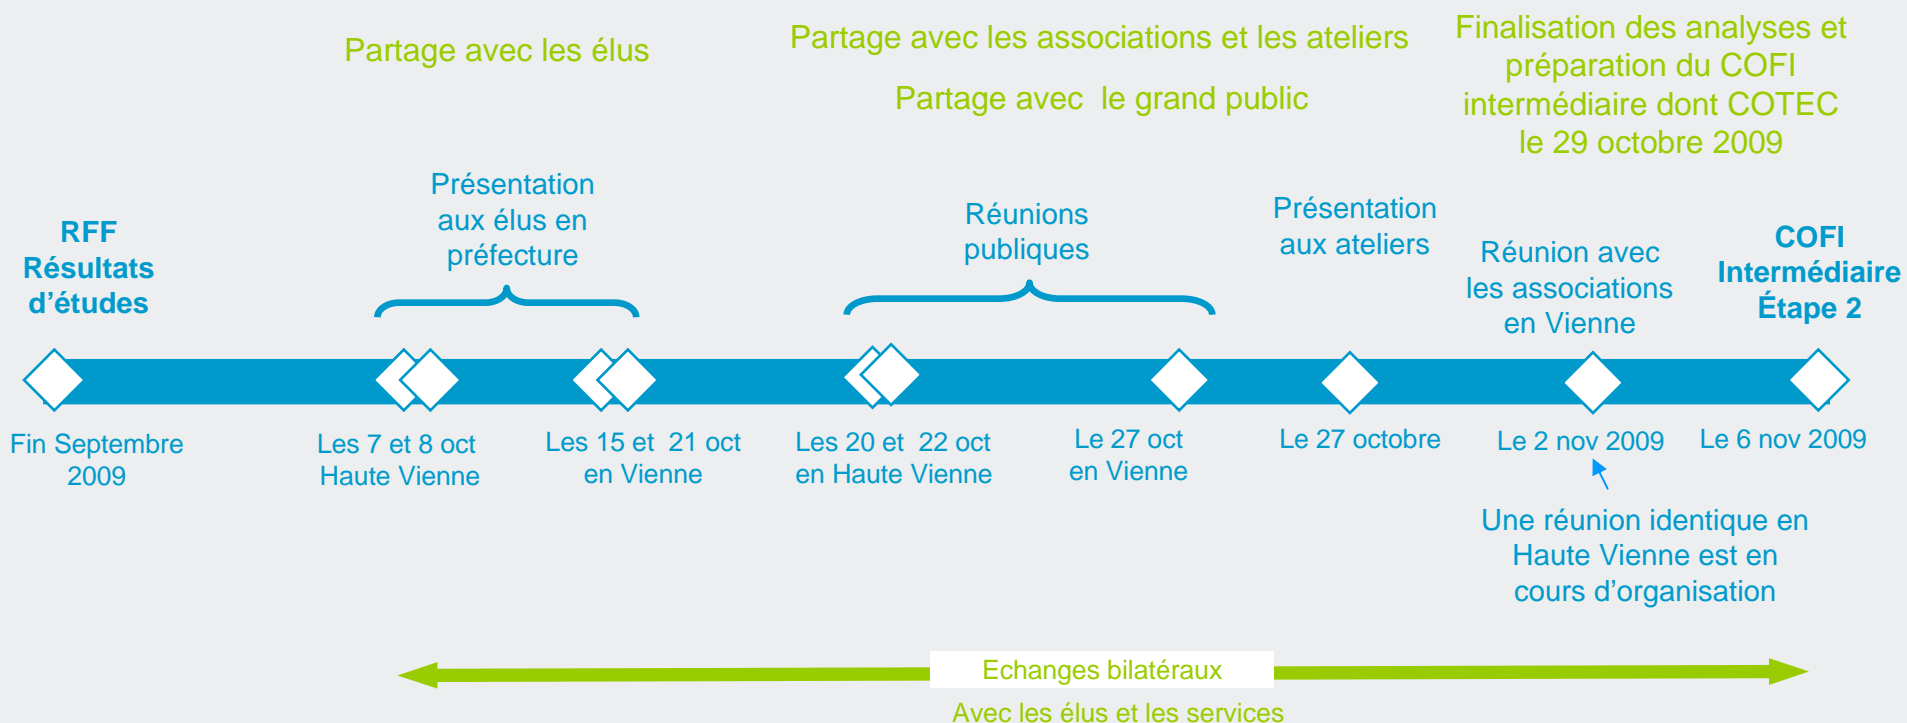 Partage avec les élus
Partage avec les associations et les ateliers
Partage avec le grand public
Finalisation des analyses et
préparation du COFI
intermédiaire dont COTEC
le 29 octobre 2009
RFF
Résultats
d’études
Présentation
aux élus en
préfecture
Réunions
publiques
Présentation
aux ateliers
Réunion avec
les associations
en Vienne
COFI
Intermédiaire
Étape 2
Fin Septembre
2009
Les 7 et 8 oct
Haute Vienne
Les 15 et 21 oct
en Vienne
Les 20 et 22 oct
en Haute Vienne
Le 27 oct
en Vienne
Le 27 octobre
Le 2 nov 2009
Le 6 nov 2009
Une réunion identique en
Haute Vienne est en
cours d’organisation
Echanges bilatéraux
Avec les élus et les services